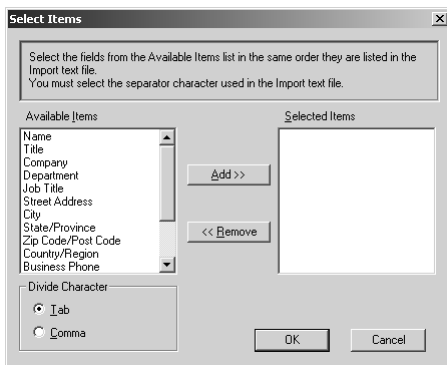 Select Items
Select the fields from the Available Items list in the same order they are listed in the
Import text file.
You must select the separator character used in the Import text file.
Available Items
Selected Items
Name
Title
Company
Department
Job Title
Street Address
City
State/Province
Zip Code/Post Code
Country/Region
Business Phone
Add >>
<< Remove
Divide Character
Tab
Comma
OK
Cancel